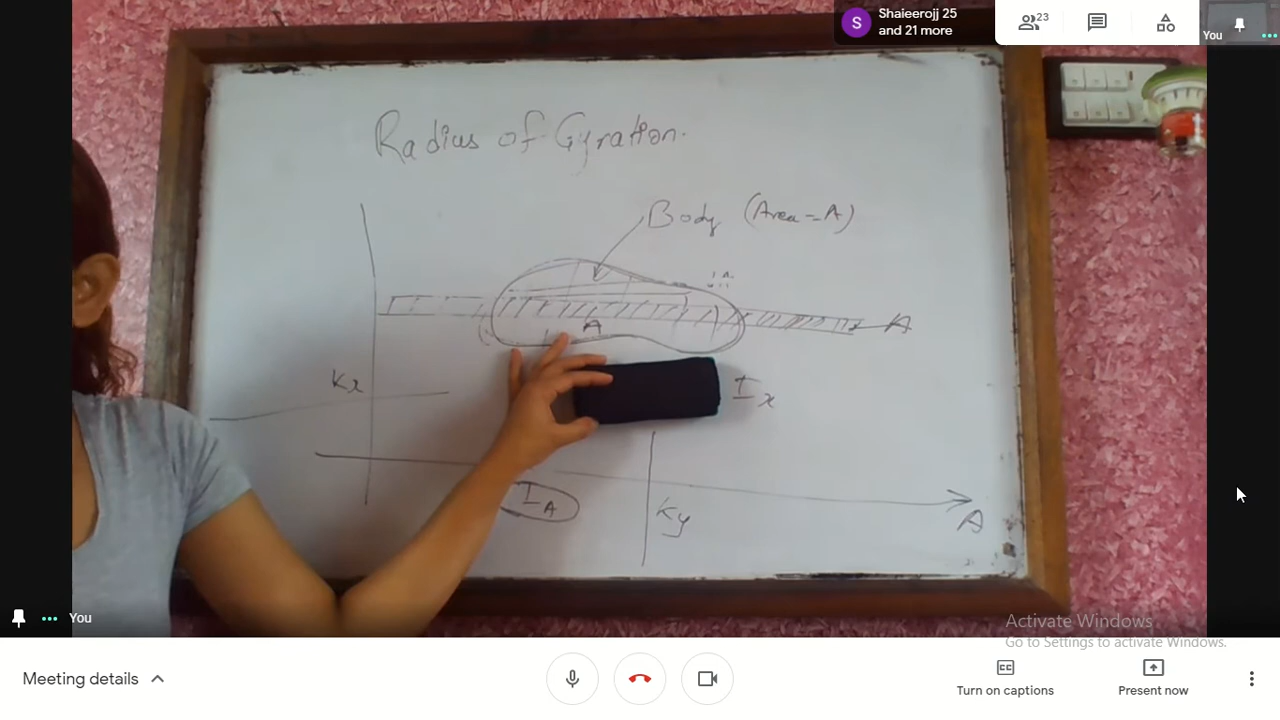 Shaieerojj 25
and 21 more
23
You
S
Radius of Gyration.
Body (Area = A)
A
A
Kx
Ix
IA
Ky
A
You
Activate Windows
Go to Settings to activate Windows.
Meeting details
Turn on captions
Present now